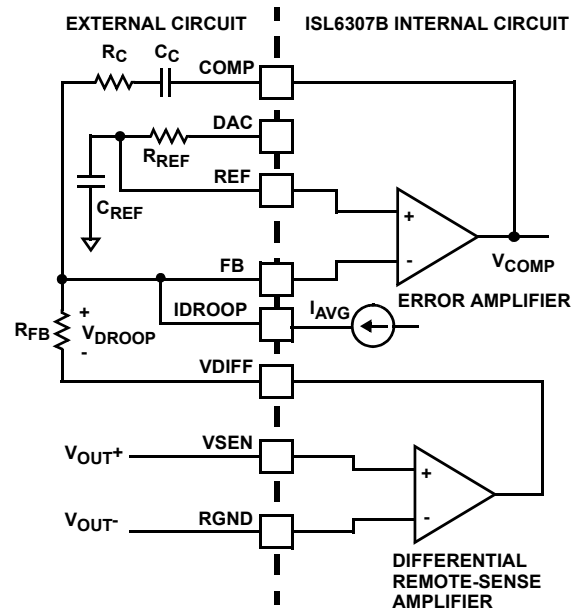 EXTERNAL CIRCUIT
ISL6307B INTERNAL CIRCUIT
RC
CC
COMP
DAC
RREF
REF
CREF
+
-
VCOMP
FB
ERROR AMPLIFIER
IDROOP
IAVG
RFB
+
VDROOP
-
VDIFF
VOUT+
VSEN
+
-
VOUT-
RGND
DIFFERENTIAL
REMOTE-SENSE
AMPLIFIER